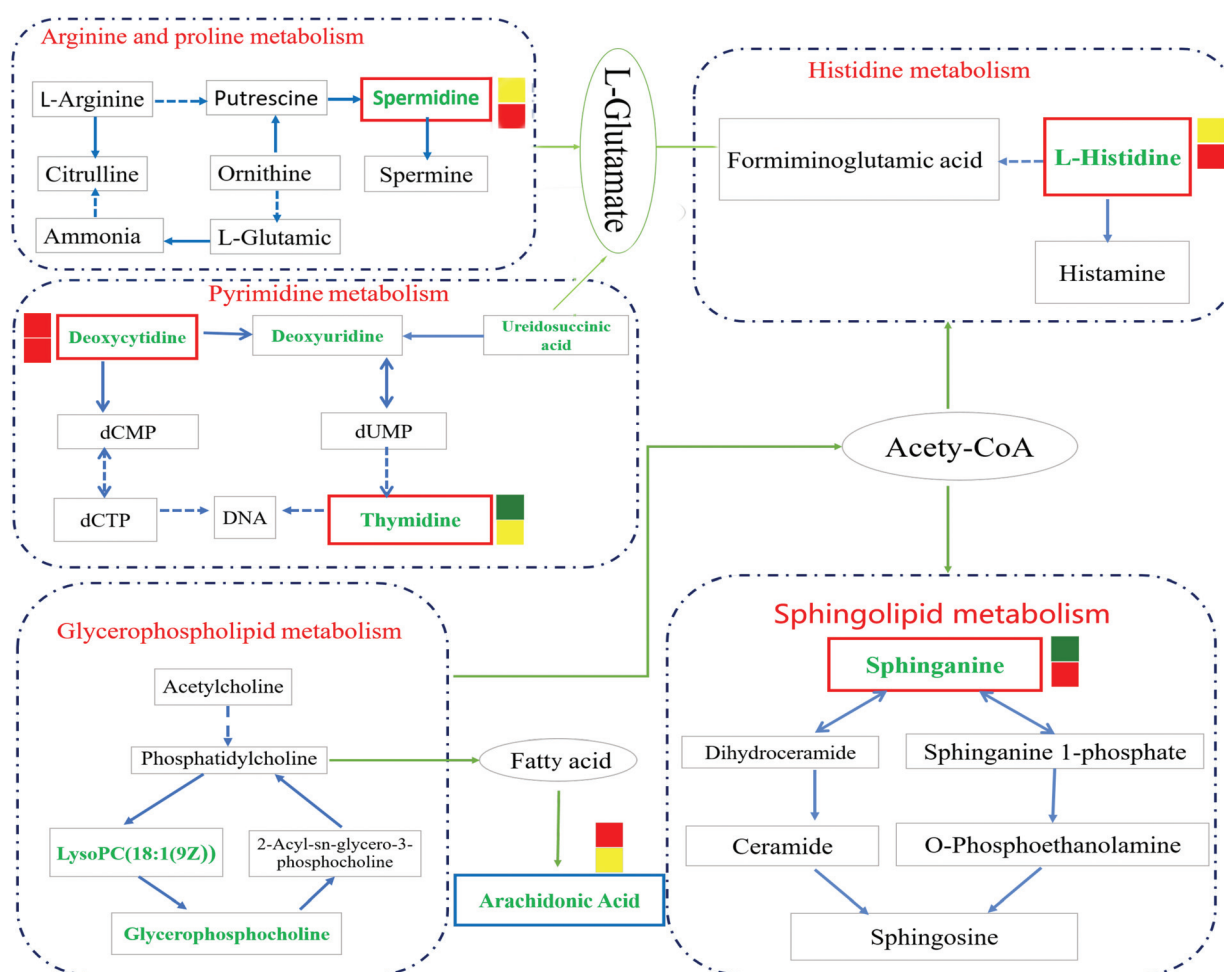 Arginine and proline metabolism
L-Arginine
Putrescine
Spermidine
Citrulline
Ornithine
Spermine
Ammonia
L-Glutamic
L-Glutamate
Histidine metabolism
Formiminoglutamic acid
L-Histidine
Histamine
Pyrimidine metabolism
Deoxycytidine
Deoxyuridine
Ureidosuccinic
acid
dCMP
dUMP
dCTP
DNA
Thymidine
Acety-CoA
Glycerophospholipid metabolism
Acetylcholine
Phosphatidylcholine
LysoPC(18:1(9Z))
2-Acyl-sn-glycero-3-
phosphocholine
Glycerophosphocholine
Fatty acid
Arachidonic Acid
Sphingolipid metabolism
Sphinganine
Dihydroceramide
Sphinganine 1-phosphate
Ceramide
O-Phosphoethanolamine
Sphingosine